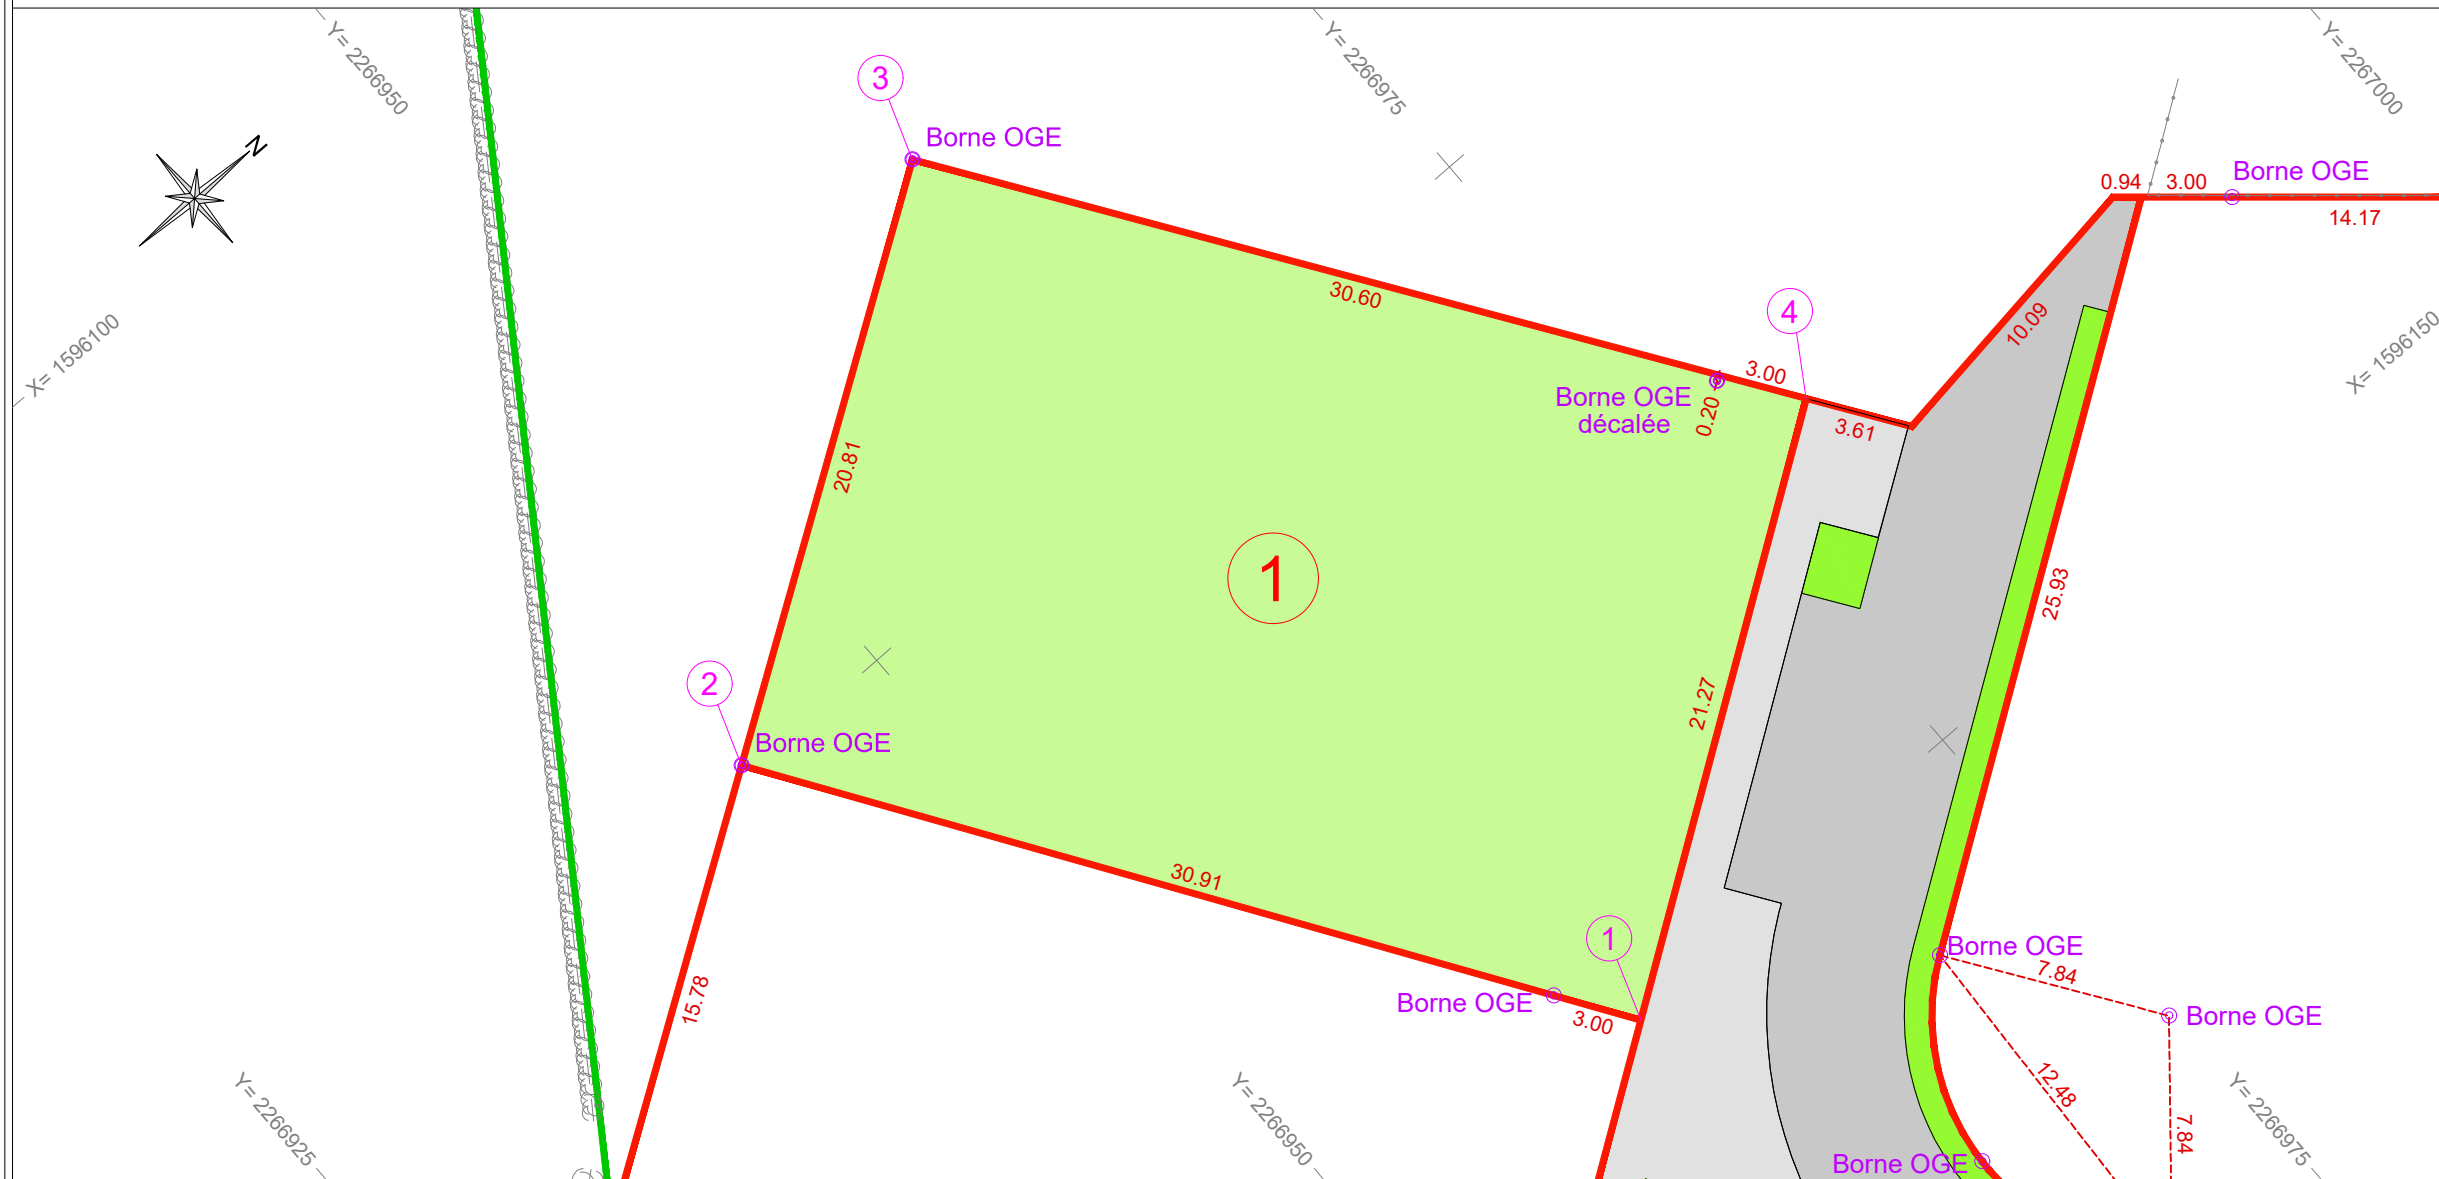 Y= 2266950
Y= 2266975
Y= 2267000
3
Borne OGE
N
0.94
3.00
Borne OGE
14.17
X= 1596100
30.60
4
10.09
X= 1596150
3.00
Borne OGE
décalée
0.20
3.61
20.81
1
25.93
2
Borne OGE
21.27
30.91
1
Borne OGE
7.84
15.78
Borne OGE
3.00
Borne OGE
12.48
7.84
Y= 2266925
Y= 2266950
Y= 2266975
Borne OGE